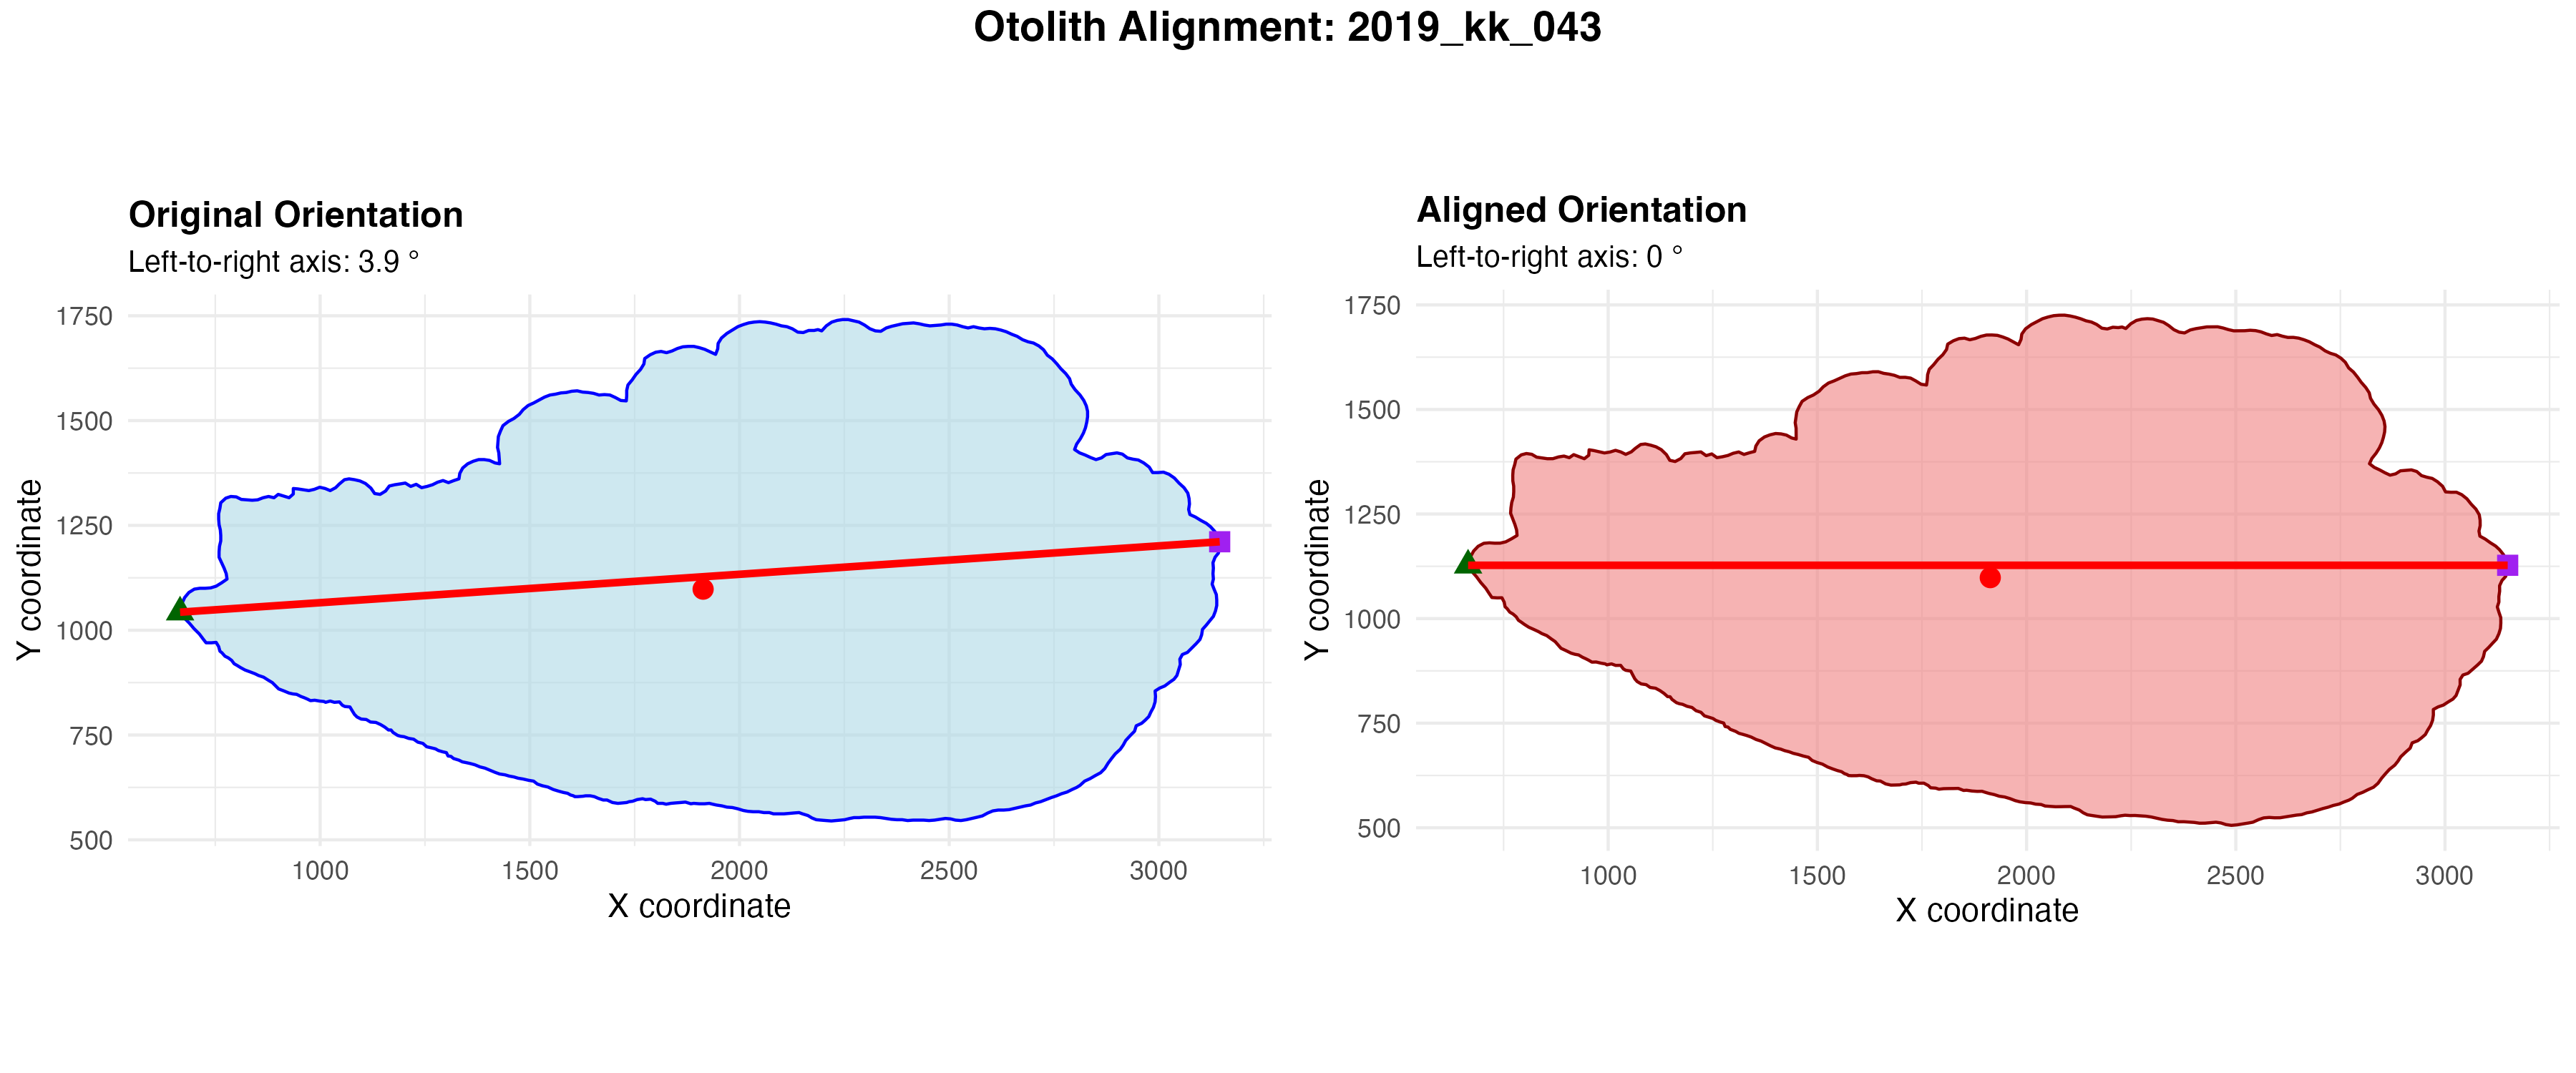 Otolith Alignment: 2019_kk_043
Original Orientation
Left-to-right axis: 3.9 °
1750
1500
1250
1000
750
500
Y coordinate
1000 1500 2000 2500 3000
X coordinate
Aligned Orientation
Left-to-right axis: 0 °
1750
1500
1250
1000
750
500
Y coordinate
1000 1500 2000 2500 3000
X coordinate